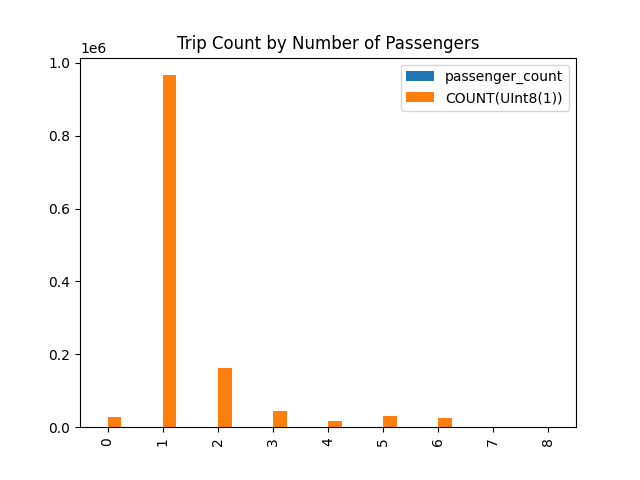 Trip Count by Number of Passengers
1e6
passenger_count
COUNT(UInt8(1))
1.0
0.8
0.6
0.4
0.2
0.0
0 1 2 3 4 5 6 7 8